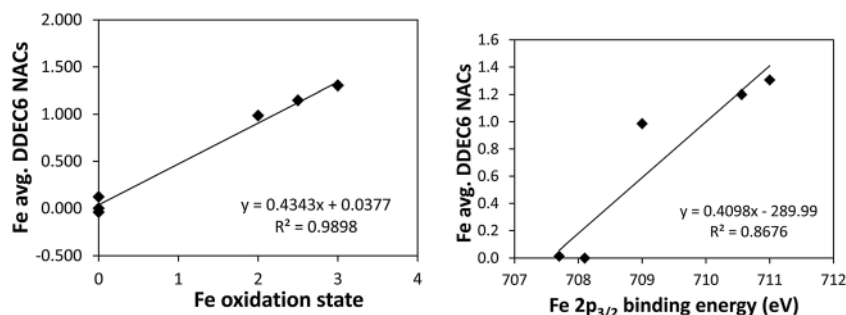 Fe avg. DDEC6 NACs
2.000
1.500
1.000
0.500
0.000
-0.500
y = 0.4343x + 0.0377
R² = 0.9898
0 1 2 3 4
Fe oxidation state
Fe avg. DDEC6 NACs
1.6
1.4
1.2
1.0
0.8
0.6
0.4
0.2
0.0
y = 0.4098x - 289.99
R² = 0.8676
707 708 709 710 711 712
Fe 2p3/2 binding energy (eV)